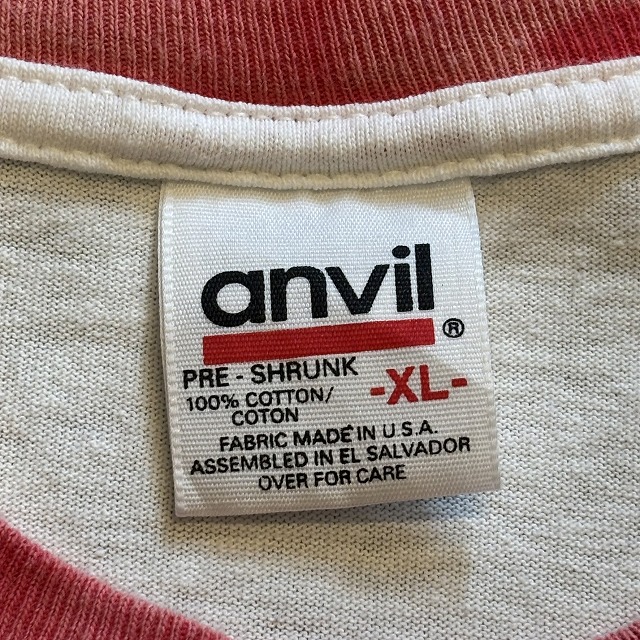 anvil ®
PRE - SHRUNK -XL-
100% COTTON/
COTON
FABRIC MADE IN U.S.A.
ASSEMBLED IN EL SALVADOR
OVER FOR CARE